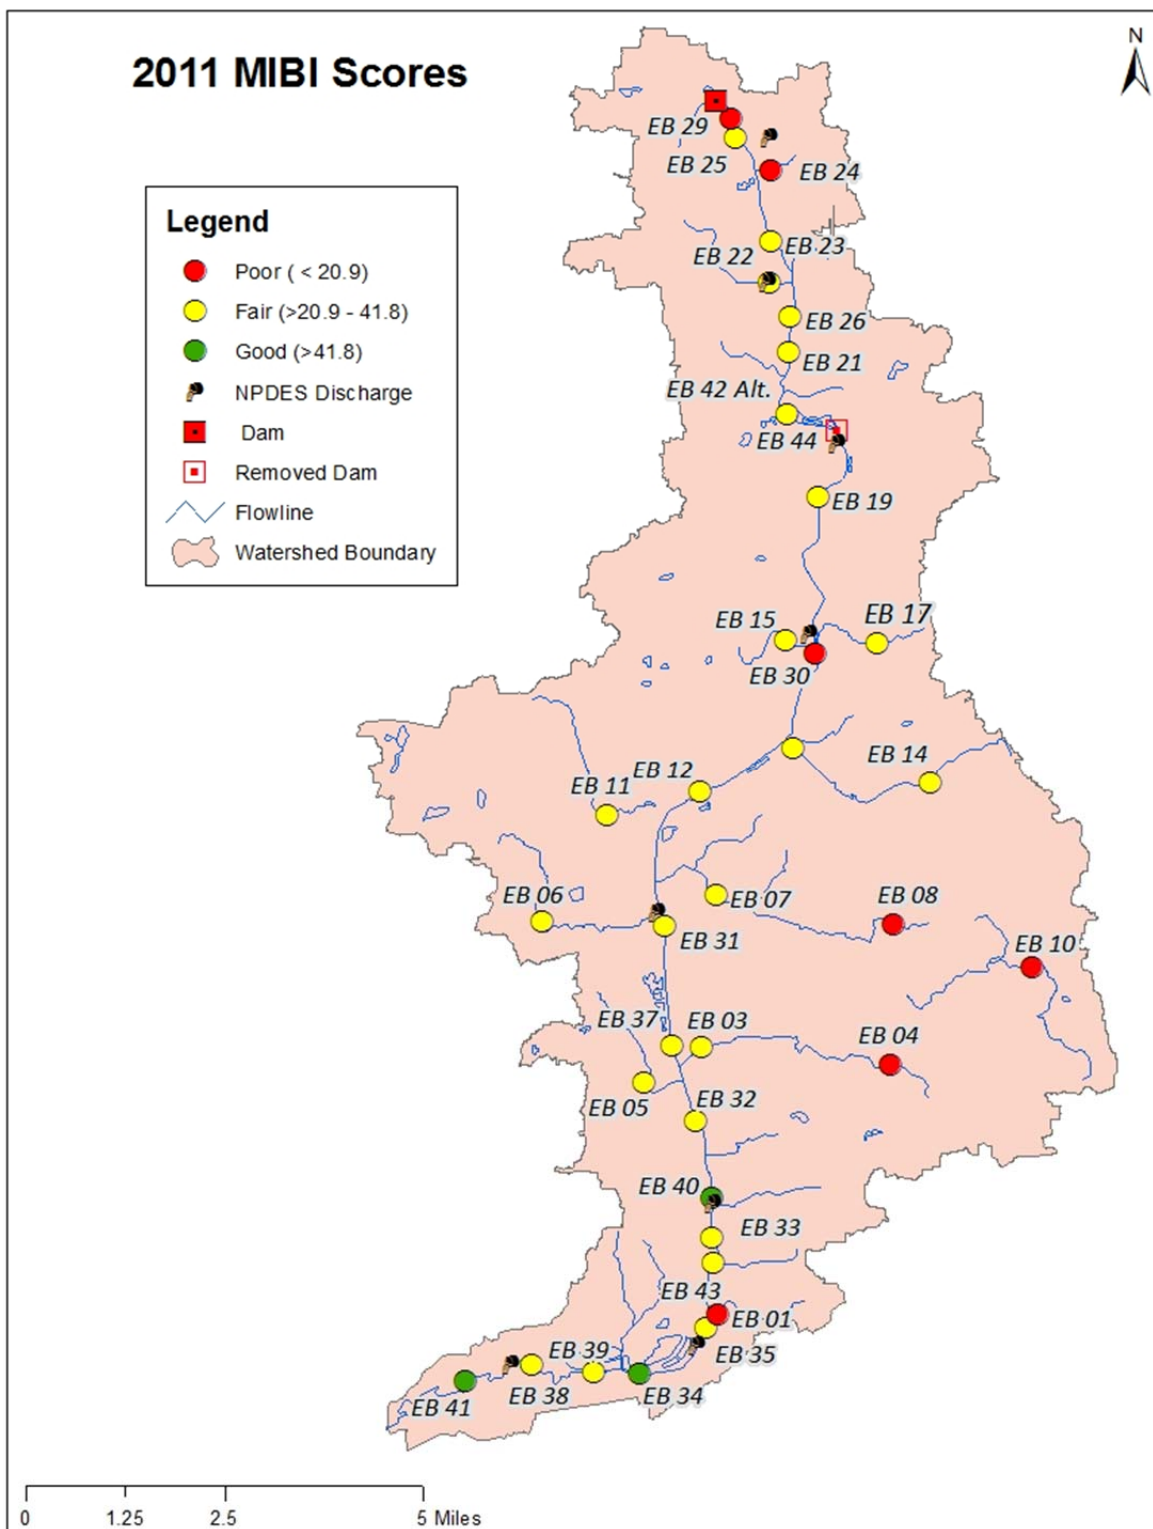 N
2011 MIBI Scores
EB 29
EB 25
EB 24
Legend
EB 23
EB 22
Poor ( < 20.9)
Fair (>20.9 - 41.8)
EB 26
Good (>41.8)
EB 21
NPDES Discharge
EB 42 Alt.
Dam
EB 44
Removed Dam
EB 19
Flowline
Watershed Boundary
EB 15
EB 17
EB 30
EB 14
EB 12
EB 11
EB 06
EB 07
EB 08
EB 31
EB 10
EB 37
EB 03
EB 04
EB 05
EB 32
EB 40
EB 33
EB 43
EB 01
EB 39
EB 35
EB 38
EB 34
EB 41
0 1.25 2.5 5 Miles